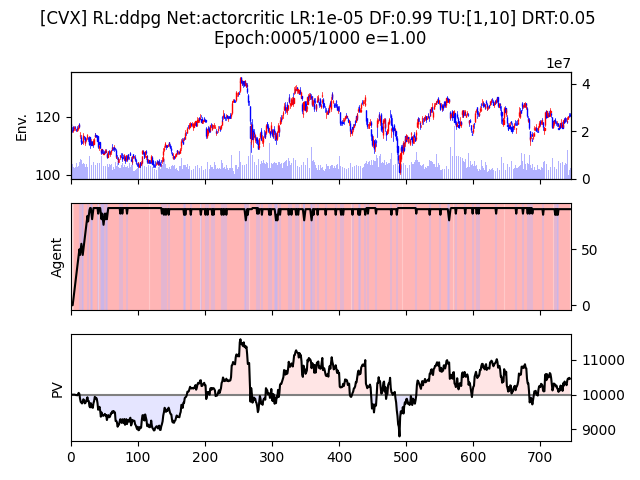 [CVX] RL:ddpg Net:actorcritic LR:1e-05 DF:0.99 TU:[1,10] DRT:0.05
Epoch:0005/1000 e=1.00
1e7
Env.
120
100
4
2
0
Agent
50
0
PV
11000
10000
9000
0 100 200 300 400 500 600 700